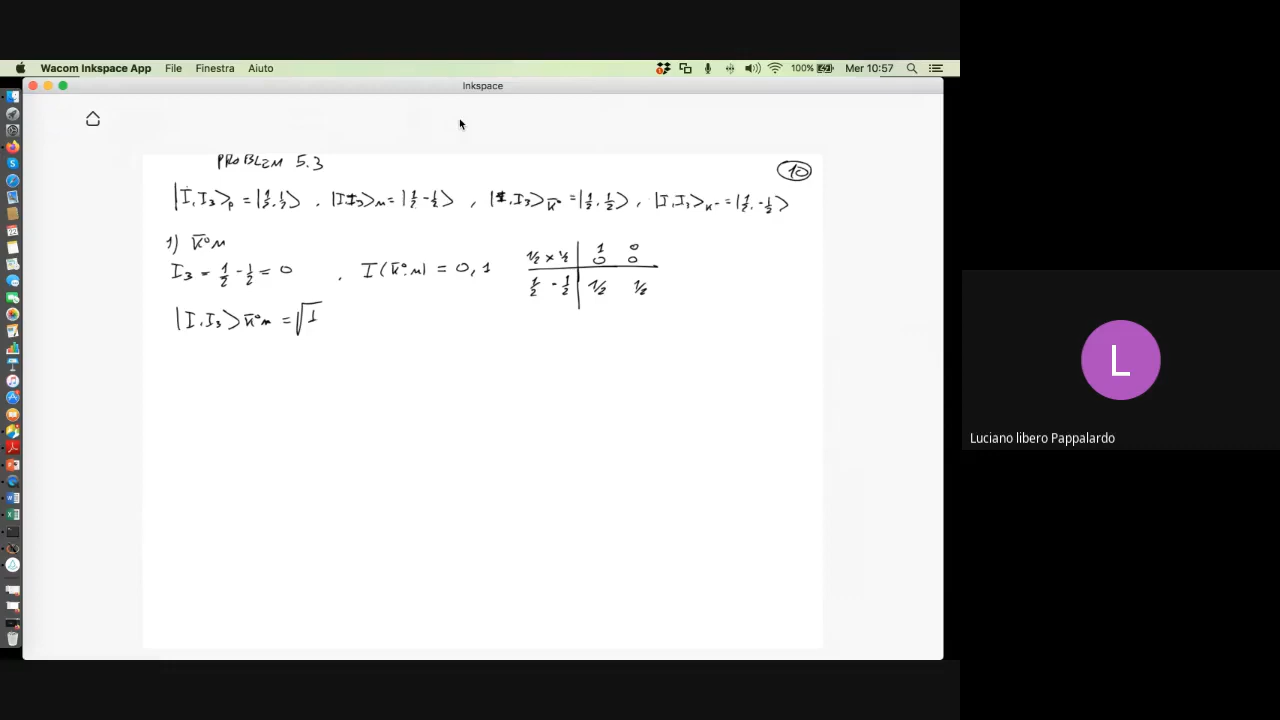 Wacom Inkspace App File Finestra Aiuto 100% Mer 10:57
Inkspace
PROBLEM 5.3
10
|I, I₃⟩p = |½, ½⟩ , |I I₃⟩n = |½ -½⟩ , |I, I₃⟩K̄⁰ = |½, ½⟩ , |I, I₃⟩K⁻ = |½, -½⟩
1) K̄⁰n
I₃ = ½ - ½ = 0 , I(K̄⁰n) = 0, 1
½ × ½ | 1 0
0 0
½ -½ | ½ ½
|I, I₃⟩K̄⁰n = √1
L
Luciano libero Pappalardo